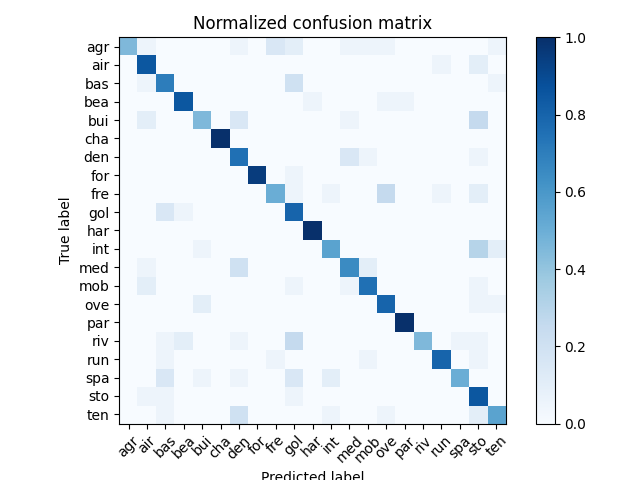 Normalized confusion matrix
True label
agr
air
bas
bea
bui
cha
den
for
fre
gol
har
int
med
mob
ove
par
riv
run
spa
sto
ten
agr air bas bea bui cha den for fre gol har int med mob ove par riv run spa sto ten
Predicted label
1.0
0.8
0.6
0.4
0.2
0.0